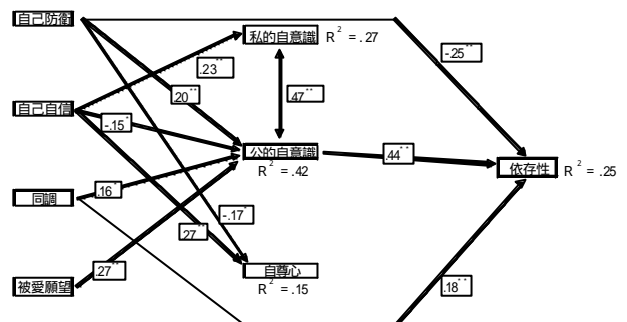 自己防衛
私的自意識 R² = .27
-.25**
.23**
.20**
.47**
自己自信
-.15*
公的自意識
R² = .42
.44**
依存性 R² = .25
同調
.16**
-.17*
.27**
被愛願望
.27**
自尊心
R² = .15
.18**